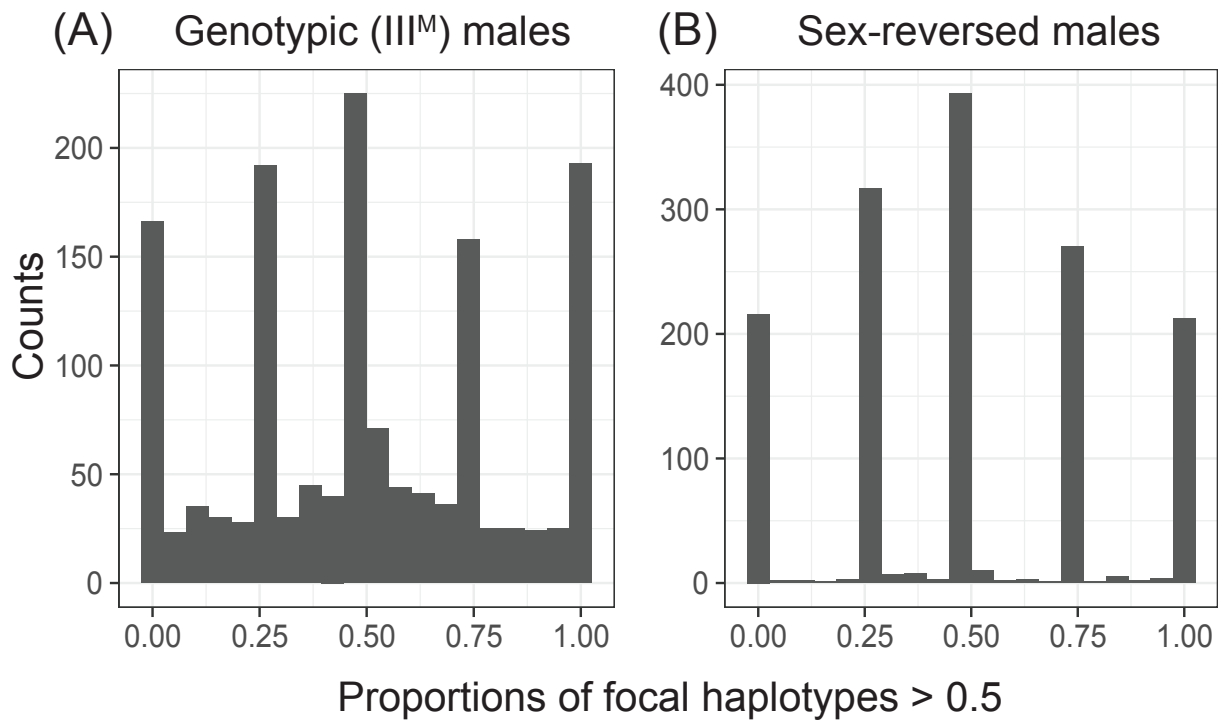 (A) Genotypic (IIIᴹ) males
(B) Sex-reversed males
Counts
200
150
100
50
0
0.00 0.25 0.50 0.75 1.00
400
300
200
100
0
0.00 0.25 0.50 0.75 1.00
Proportions of focal haplotypes > 0.5